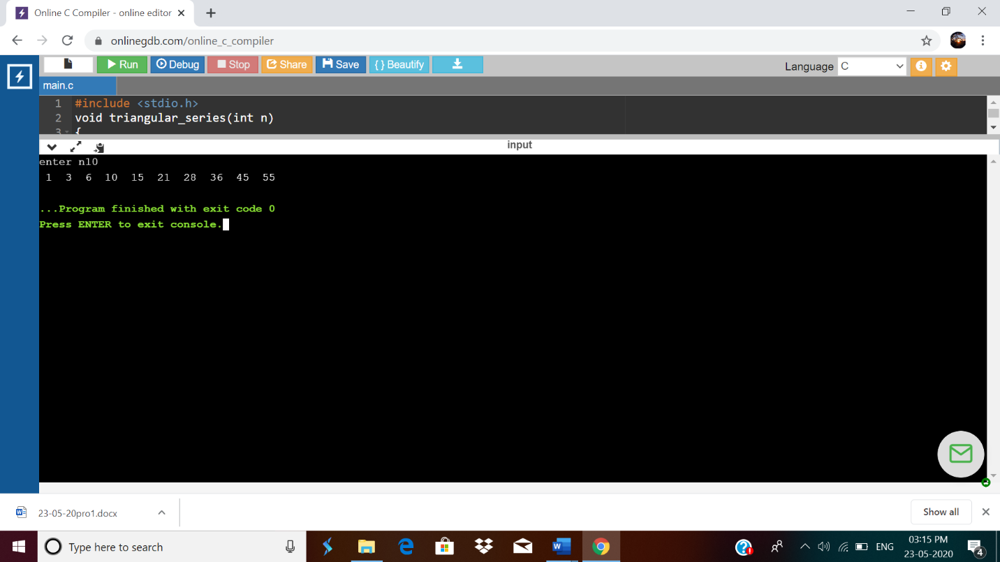 Online C Compiler - online editor
onlinegdb.com/online_c_compiler
Run Debug Stop Share Save { } Beautify
Language C
main.c
1 #include <stdio.h>
2 void triangular_series(int n)
3 {
input
enter n10
1 3 6 10 15 21 28 36 45 55
...Program finished with exit code 0
Press ENTER to exit console.
23-05-20pro1.docx
Show all
Type here to search
ENG
03:15 PM
23-05-2020
4